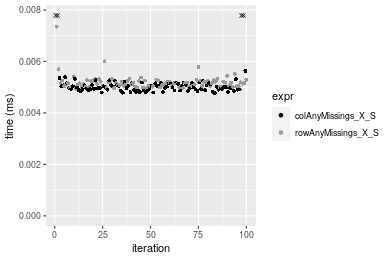 0.008
0.006
0.004
0.002
0.000
time (ms)
0
25
50
75
100
iteration
expr
colAnyMissings_X_S
rowAnyMissings_X_S